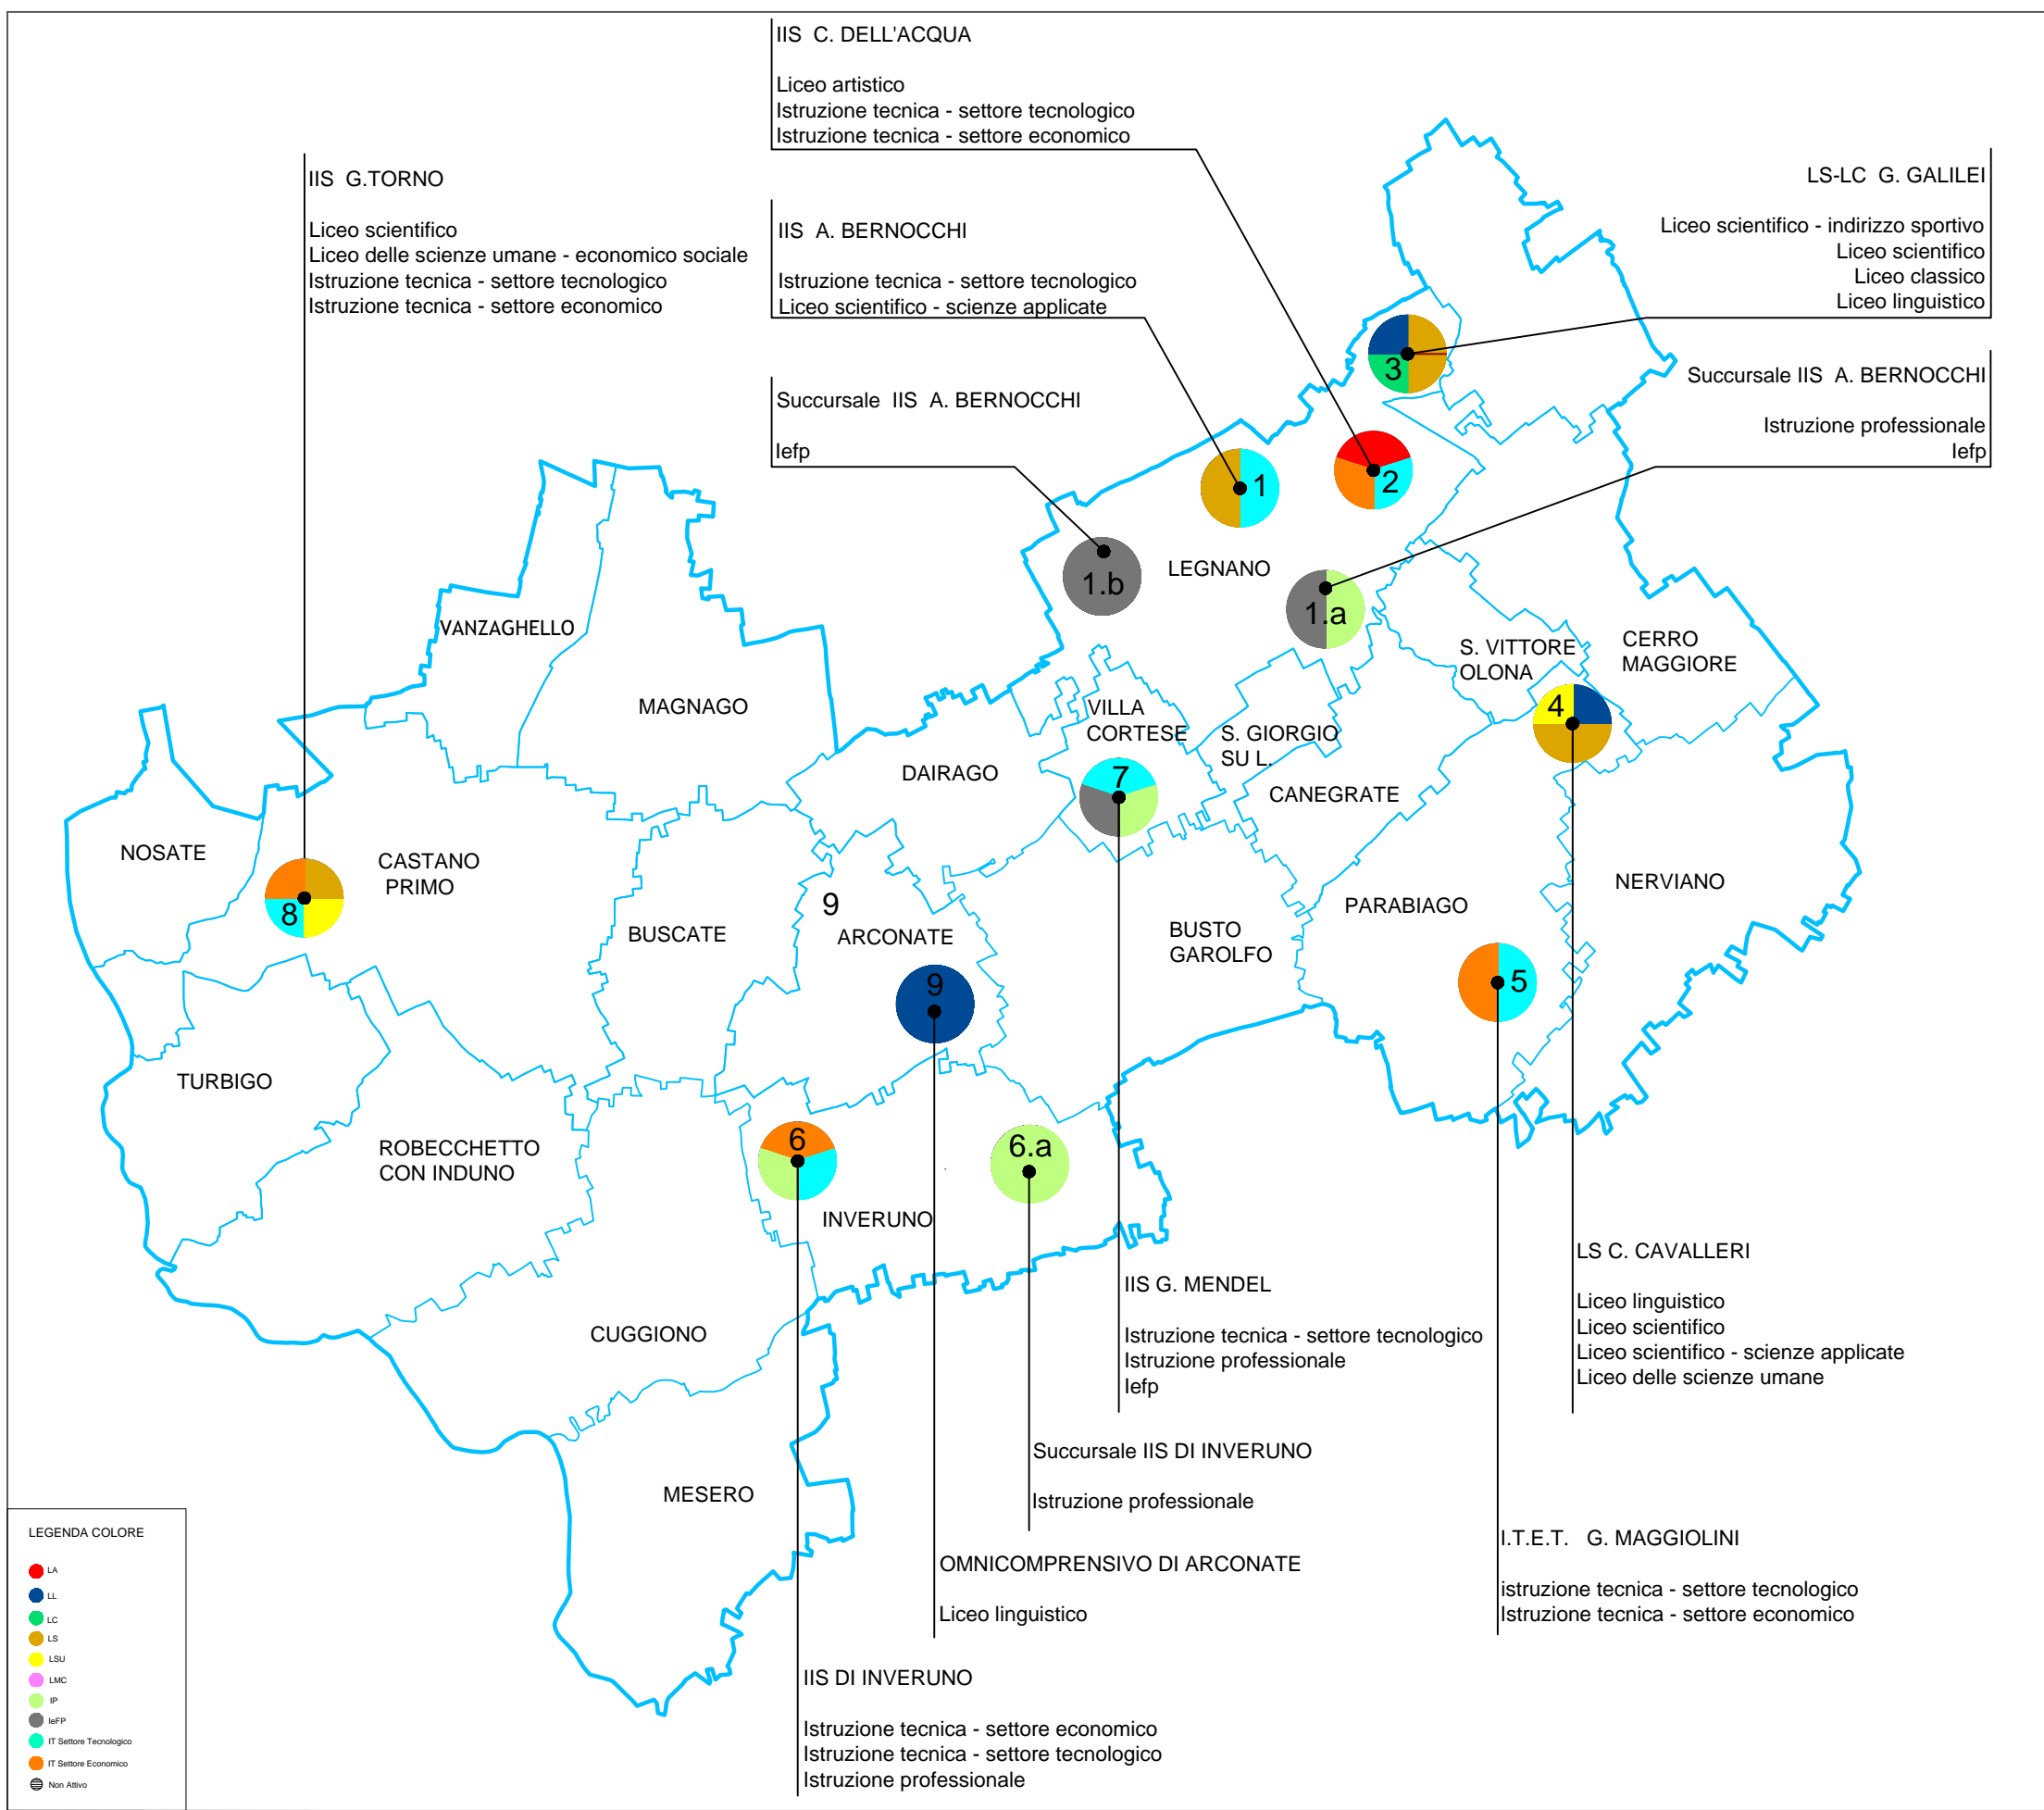 IIS  C. DELL'ACQUA
Liceo artistico
Istruzione tecnica - settore tecnologico
Istruzione tecnica - settore economico
IIS  G.TORNO
Liceo scientifico
Liceo delle scienze umane - economico sociale
Istruzione tecnica - settore tecnologico
Istruzione tecnica - settore economico
IIS  A. BERNOCCHI
Istruzione tecnica - settore tecnologico
Liceo scientifico - scienze applicate
LS-LC  G. GALILEI
Liceo scientifico - indirizzo sportivo
Liceo scientifico
Liceo classico
Liceo linguistico
Succursale  IIS  A. BERNOCCHI
Iefp
Succursale IIS  A. BERNOCCHI
Istruzione professionale
Iefp
3
2
1
1.b
LEGNANO
1.a
VANZAGHELLO
MAGNAGO
S. VITTORE
OLONA
CERRO
MAGGIORE
4
VILLA
CORTESE
S. GIORGIO
SU L.
DAIRAGO
7
CANEGRATE
NOSATE
CASTANO
PRIMO
8
BUSCATE
9
ARCONATE
9
BUSTO
GAROLFO
PARABIAGO
NERVIANO
5
TURBIGO
ROBECCHETTO
CON INDUNO
6
6.a
INVERUNO
CUGGIONO
MESERO
LS C. CAVALLERI
Liceo linguistico
Liceo scientifico
Liceo scientifico - scienze applicate
Liceo delle scienze umane
IIS G. MENDEL
Istruzione tecnica - settore tecnologico
Istruzione professionale
Iefp
Succursale IIS DI INVERUNO
Istruzione professionale
I.T.E.T.   G. MAGGIOLINI
istruzione tecnica - settore tecnologico
Istruzione tecnica - settore economico
OMNICOMPRENSIVO DI ARCONATE
Liceo linguistico
IIS DI INVERUNO
Istruzione tecnica - settore economico
Istruzione tecnica - settore tecnologico
Istruzione professionale
LEGENDA COLORE
LA
LL
LC
LS
LSU
LMC
IP
IeFP
IT Settore Tecnologico
IT Settore Economico
Non Attivo